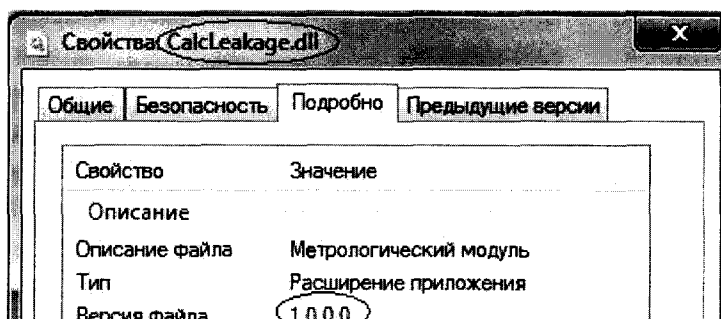 Свойства: CalcLeakage.dll
x
Общие Безопасность Подробно Предыдущие версии
Свойство Значение
Описание
Описание файла Метрологический модуль
Тип Расширение приложения
Версия файла 1.0.0.0